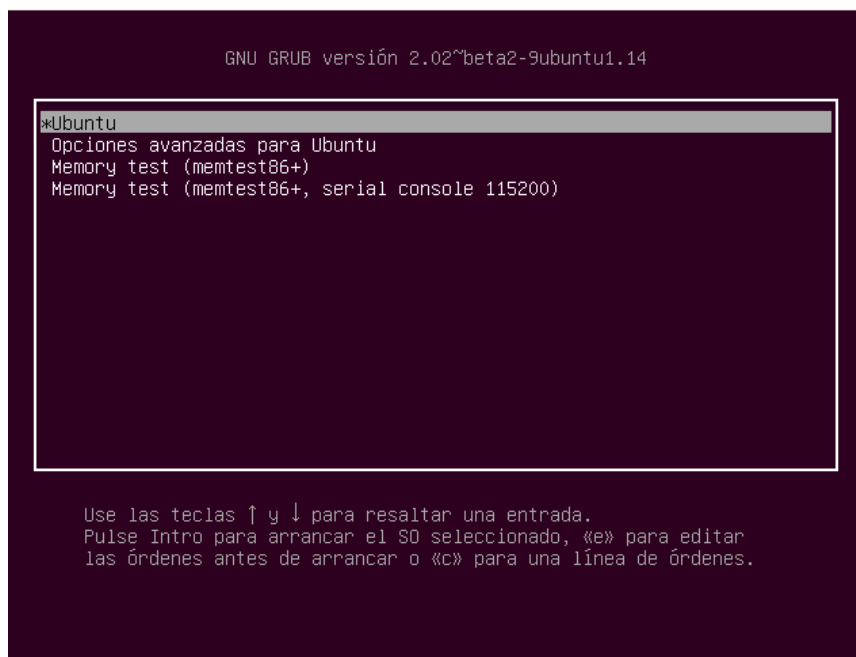 GNU GRUB versión 2.02~beta2-9ubuntu1.14
*Ubuntu
Opciones avanzadas para Ubuntu
Memory test (memtest86+)
Memory test (memtest86+, serial console 115200)
Use las teclas ↑ y ↓ para resaltar una entrada.
Pulse Intro para arrancar el SO seleccionado, «e» para editar
las órdenes antes de arrancar o «c» para una línea de órdenes.